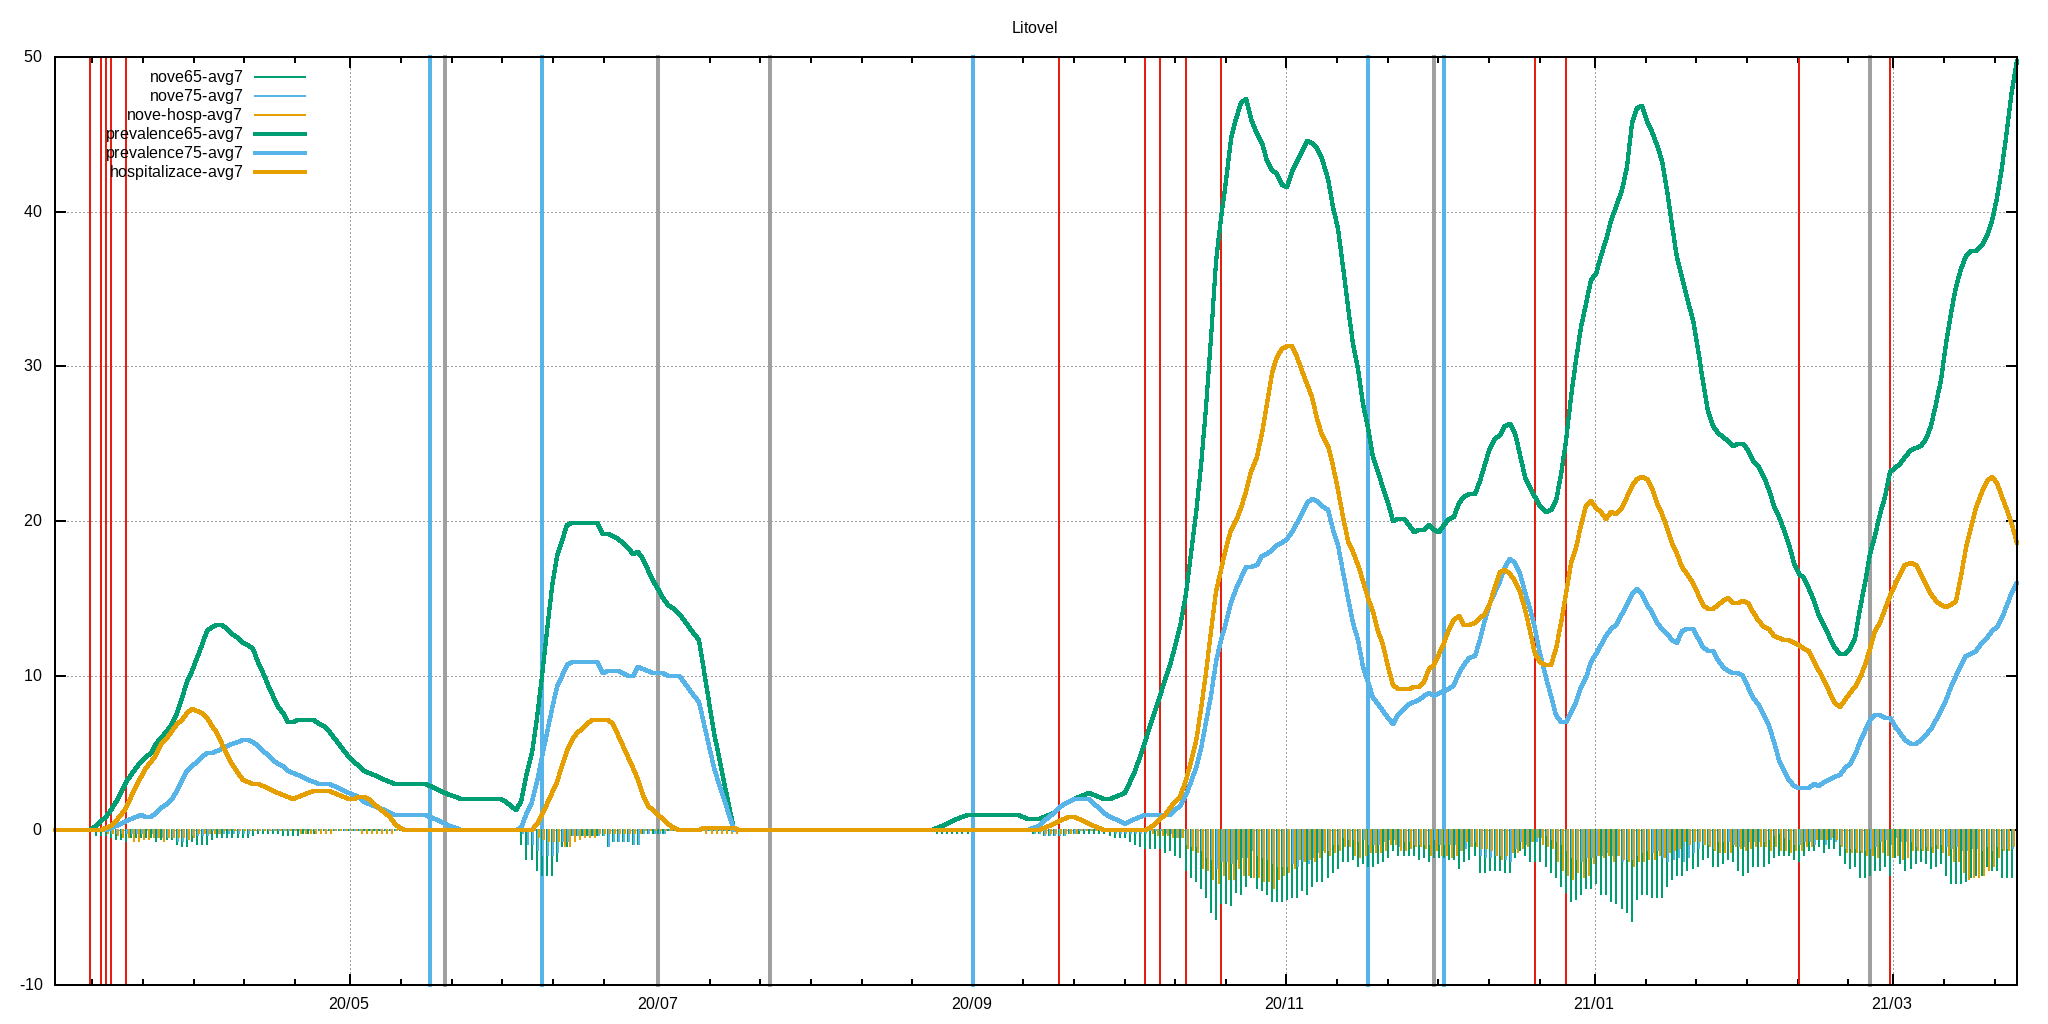 Litovel
50
nove65-avg7
nove75-avg7
nove-hosp-avg7
prevalence65-avg7
prevalence75-avg7
hospitalizace-avg7
40
30
20
10
0
-10
20/05
20/07
20/09
20/11
21/01
21/03